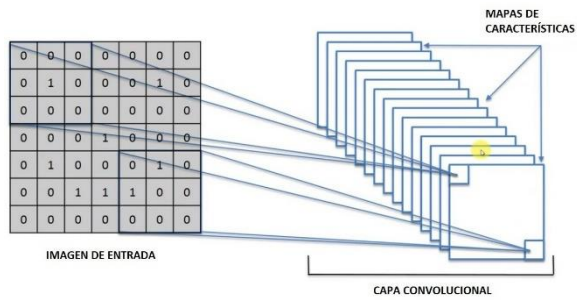 MAPAS DE
CARACTERÍSTICAS
0 0 0 0 0 0 0
0 1 0 0 0 1 0
0 0 0 0 0 0 0
0 0 0 1 0 0 0
0 1 0 0 0 1 0
0 0 1 1 1 0 0
0 0 0 0 0 0 0
IMAGEN DE ENTRADA
CAPA CONVOLUCIONAL